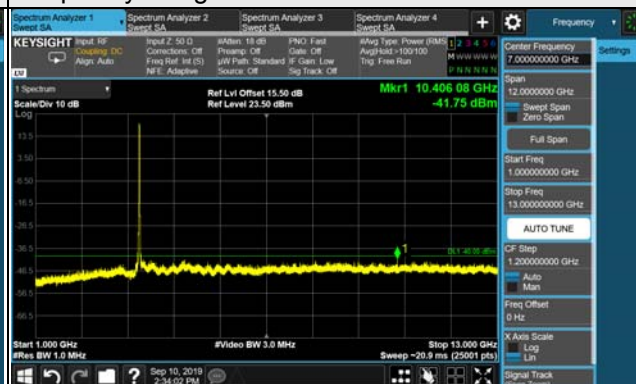 Spectrum Analyzer 1
Swept SA
Spectrum Analyzer 2
Swept SA
Spectrum Analyzer 3
Swept SA
Spectrum Analyzer 4
Swept SA
Frequency
KEYSIGHT
Input: RF
Coupling: DC
Align: Auto
Input Z: 50 Ω
Corrections: Off
Freq Ref: Int (S)
NFE: Adaptive
#Atten: 18 dB
Preamp: Off
µW Path: Standard
Source: Off
PNO: Fast
Gate: Off
IF Gain: Low
Sig Track: Off
#Avg Type: Power (RMS)
Avg|Hold:>100/100
Trig: Free Run
1 2 3 4 5 6
M W W W W W
P N N N N N
LXI
1 Spectrum
Scale/Div 10 dB
Log
Ref Lvl Offset 15.50 dB
Ref Level 23.50 dBm
Mkr1 10.406 08 GHz
-41.75 dBm
13.5
3.50
-6.50
-16.5
-26.5
-36.5
-46.5
-56.5
-66.5
1
DL1 -40.00 dBm
Start 1.000 GHz
#Res BW 1.0 MHz
#Video BW 3.0 MHz
Stop 13.000 GHz
Sweep ~20.9 ms (25001 pts)
Center Frequency
7.000000000 GHz
Settings
Span
12.0000000 GHz
Swept Span
Zero Span
Full Span
Start Freq
1.000000000 GHz
Stop Freq
13.000000000 GHz
AUTO TUNE
CF Step
1.200000000 GHz
Auto
Man
Freq Offset
0 Hz
X Axis Scale
Log
Lin
Signal Track
Sep 10, 2019
2:34:02 PM